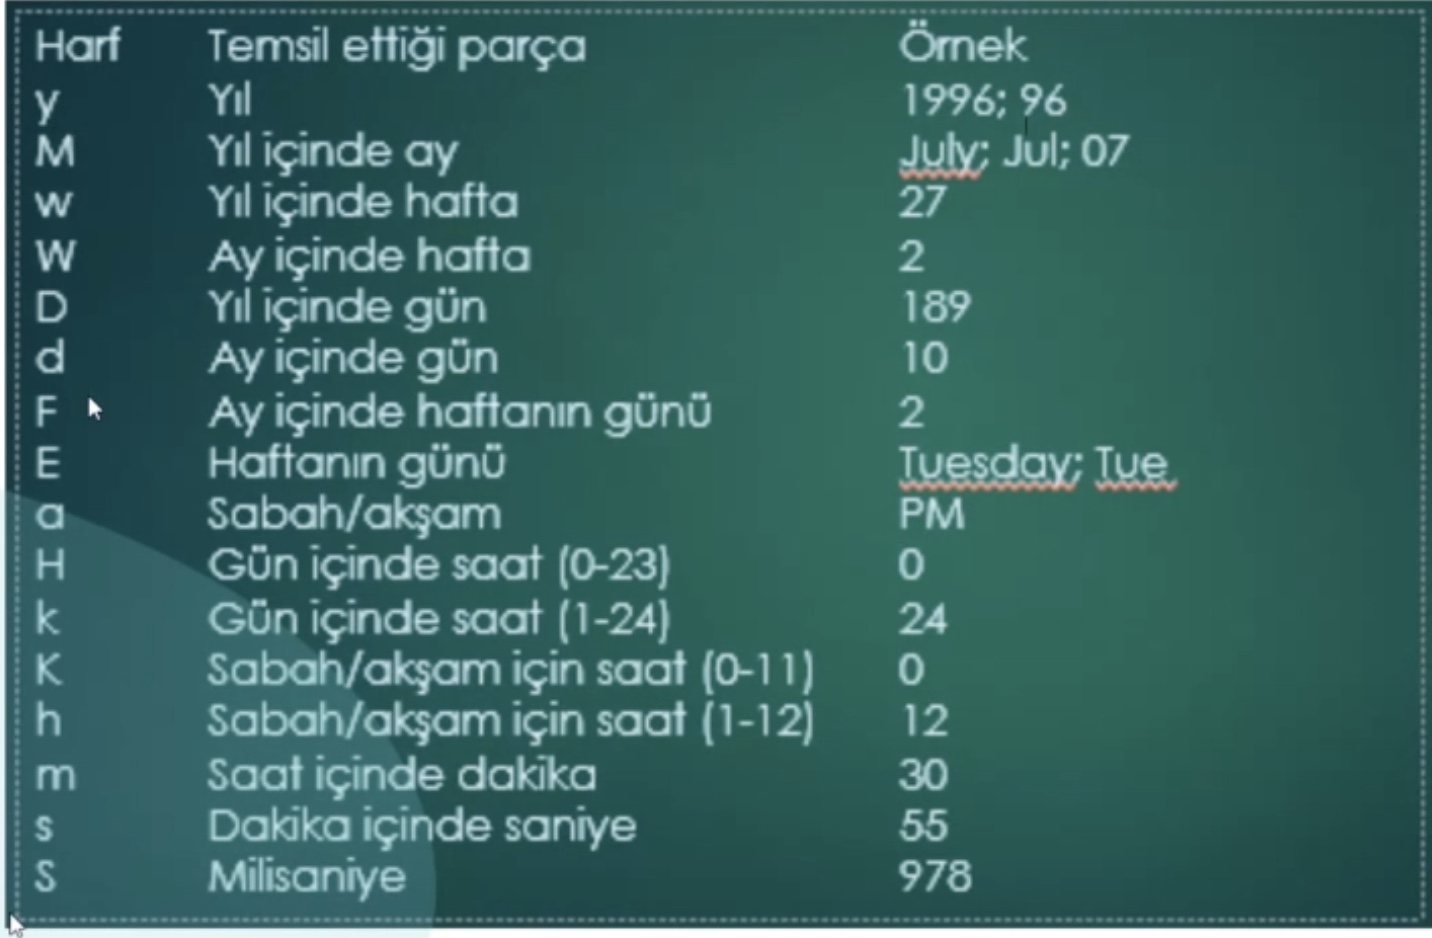 Harf Temsil ettiği parça Örnek
y Yıl 1996; 96
M Yıl içinde ay July; Jul; 07
w Yıl içinde hafta 27
W Ay içinde hafta 2
D Yıl içinde gün 189
d Ay içinde gün 10
F Ay içinde haftanın günü 2
E Haftanın günü Tuesday; Tue
a Sabah/akşam PM
H Gün içinde saat (0-23) 0
k Gün içinde saat (1-24) 24
K Sabah/akşam için saat (0-11) 0
h Sabah/akşam için saat (1-12) 12
m Saat içinde dakika 30
s Dakika içinde saniye 55
S Milisaniye 978